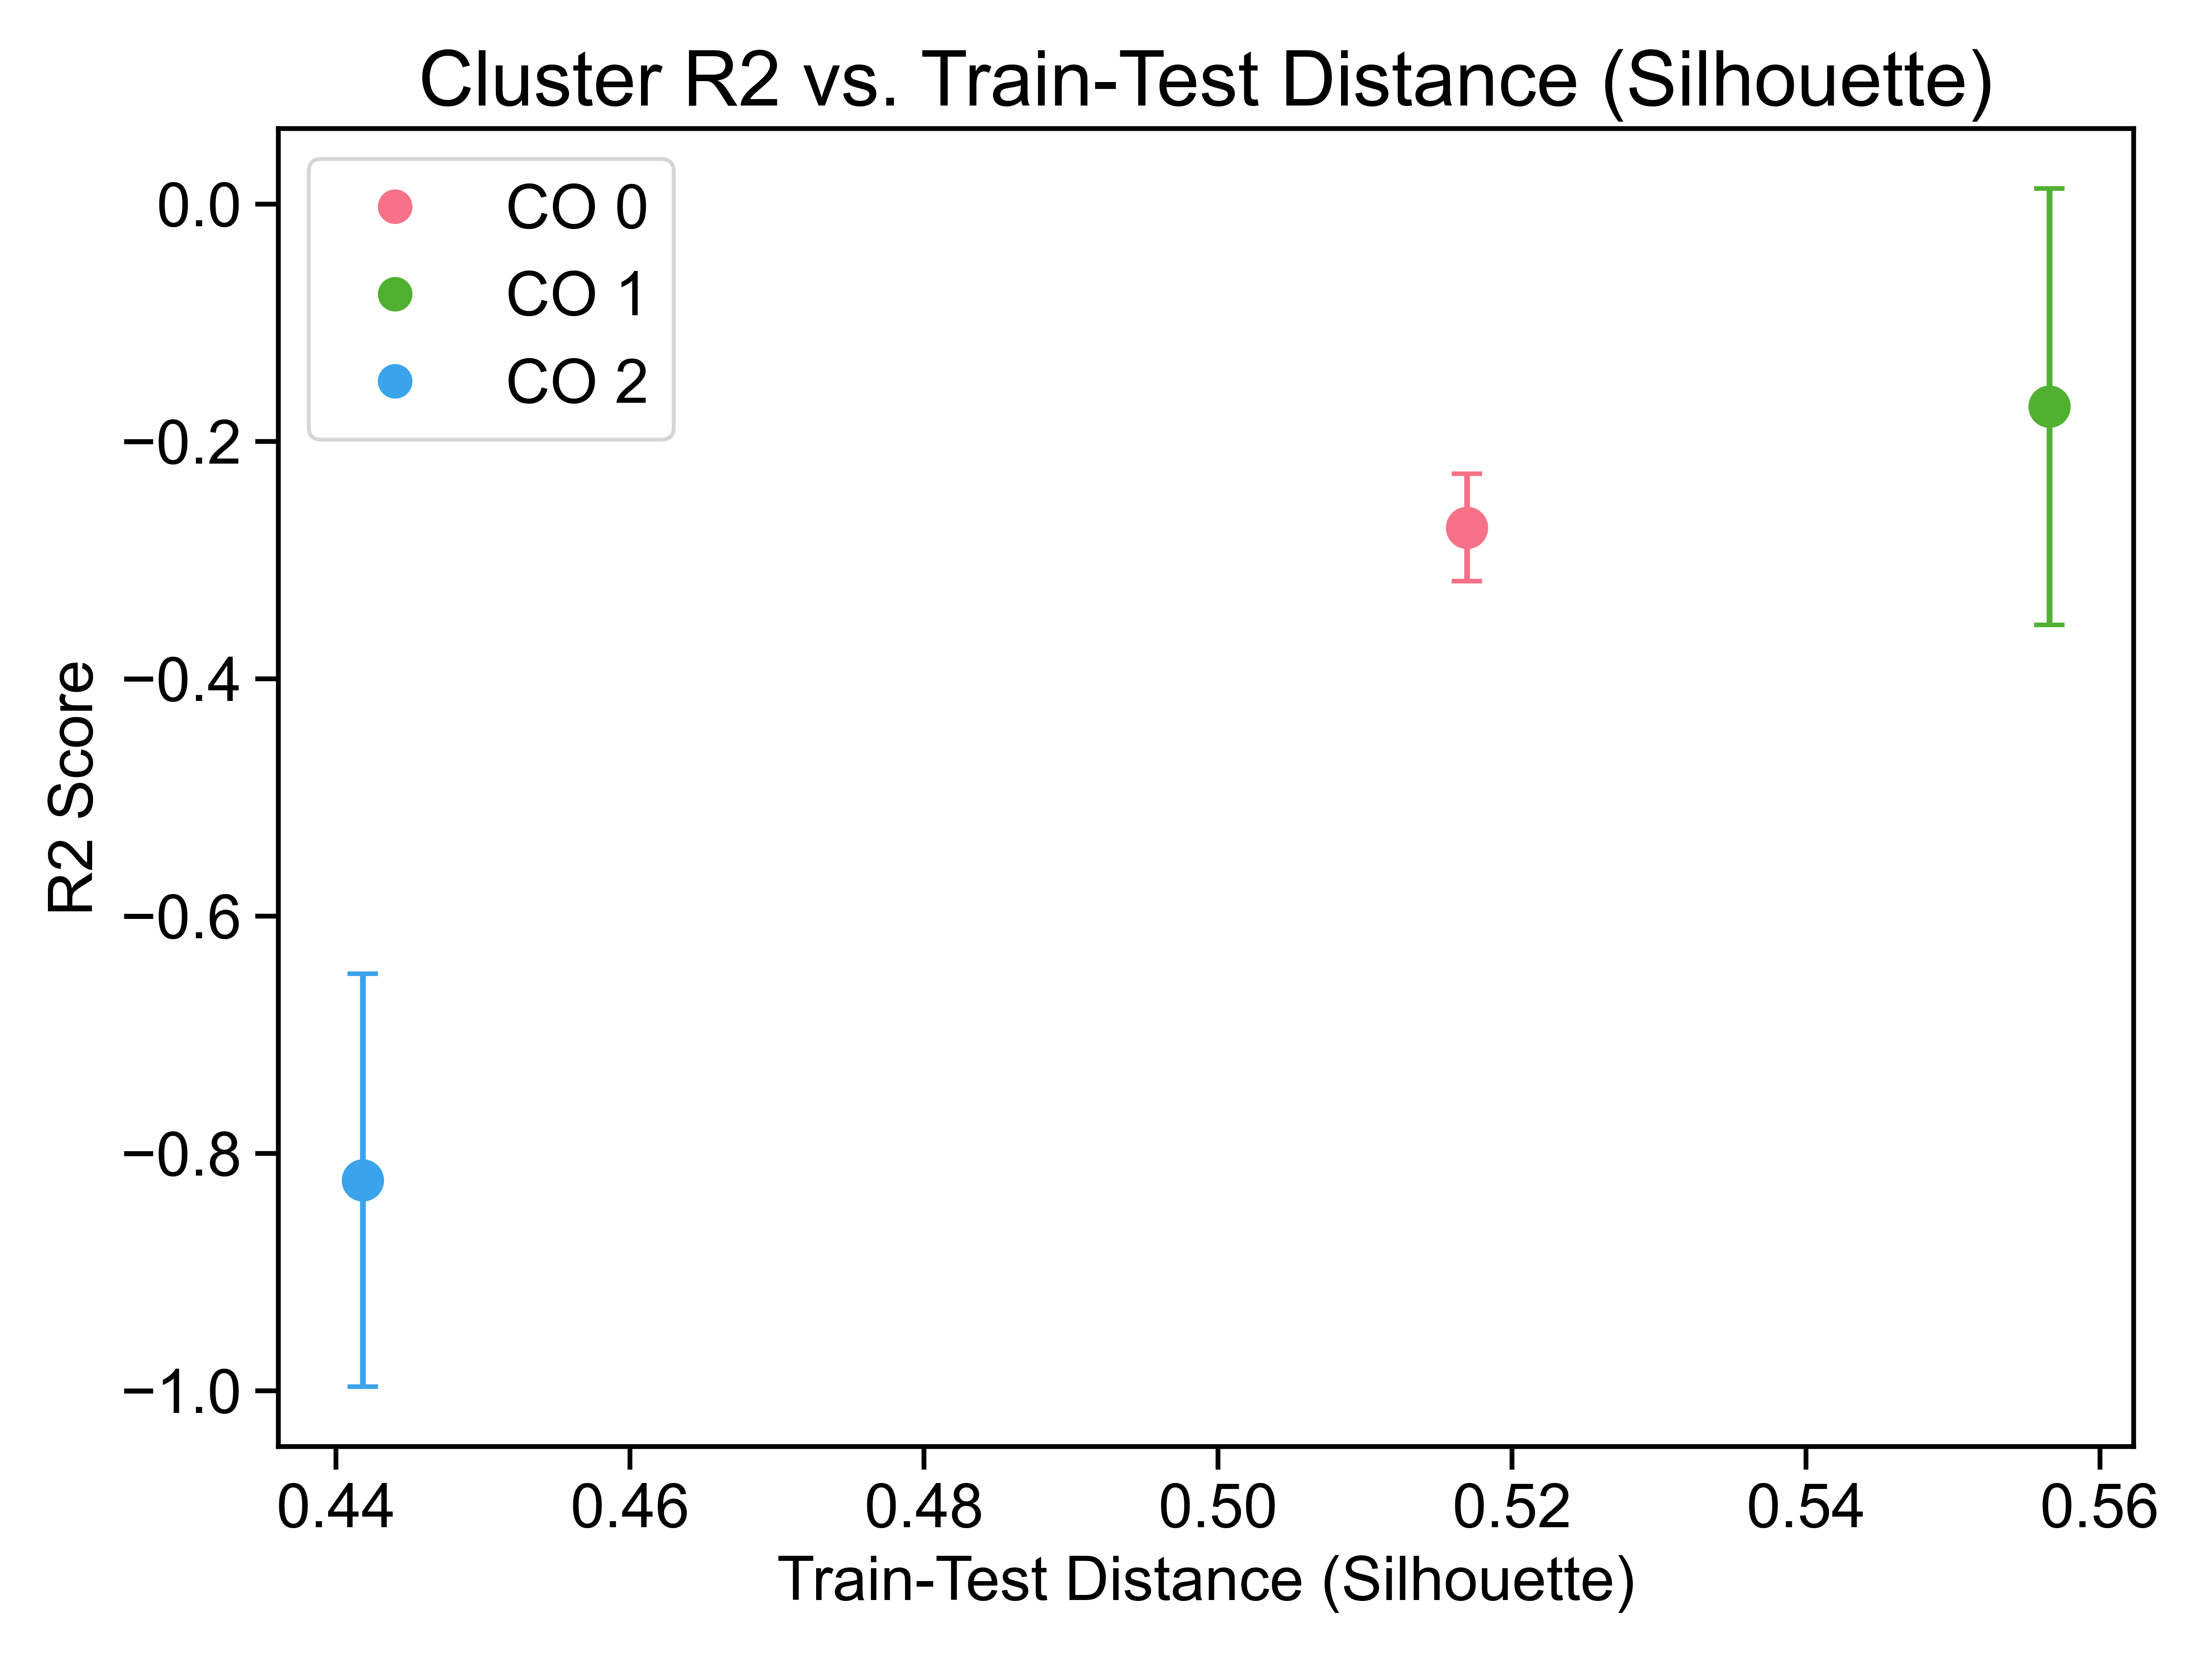 Cluster R2 vs. Train-Test Distance (Silhouette)
CO 0
CO 1
CO 2
R2 Score
0.0
−0.2
−0.4
−0.6
−0.8
−1.0
0.44 0.46 0.48 0.50 0.52 0.54 0.56
Train-Test Distance (Silhouette)